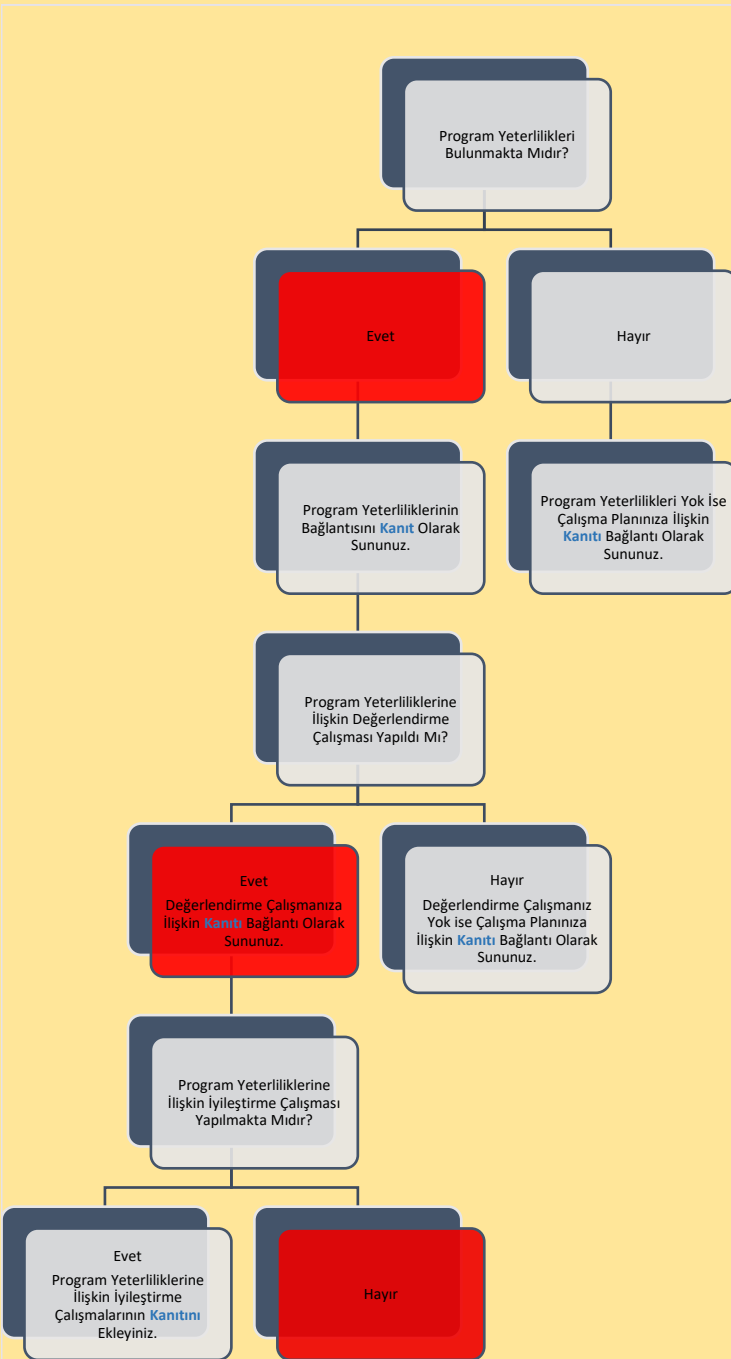 Program Yeterlilikleri
Bulunmakta Mıdır?
Evet
Hayır
Program Yeterliliklerinin
Bağlantısını Kanıt Olarak
Sununuz.
Program Yeterlilikleri Yok İse
Çalışma Planınıza İlişkin
Kanıtı Bağlantı Olarak
Sununuz.
Program Yeterliliklerine
İlişkin Değerlendirme
Çalışması Yapıldı Mı?
Evet
Değerlendirme Çalışmanıza
İlişkin Kanıtı Bağlantı Olarak
Sununuz.
Hayır
Değerlendirme Çalışmanız
Yok ise Çalışma Planınıza
İlişkin Kanıtı Bağlantı Olarak
Sununuz.
Program Yeterliliklerine
İlişkin İyileştirme Çalışması
Yapılmakta Mıdır?
Evet
Program Yeterliliklerine
İlişkin İyileştirme
Çalışmalarının Kanıtını
Ekleyiniz.
Hayır